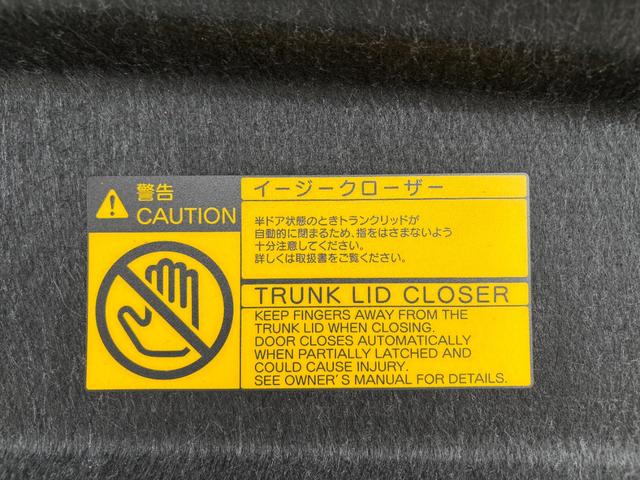 警告
CAUTION
イージークローザー
半ドア状態のときトランクリッドが
自動的に閉まるため、指をはさまないよう
十分注意してください。
詳しくは取扱書をご覧ください。
TRUNK LID CLOSER
KEEP FINGERS AWAY FROM THE
TRUNK LID WHEN CLOSING.
DOOR CLOSES AUTOMATICALLY
WHEN PARTIALLY LATCHED AND
COULD CAUSE INJURY.
SEE OWNER'S MANUAL FOR DETAILS.